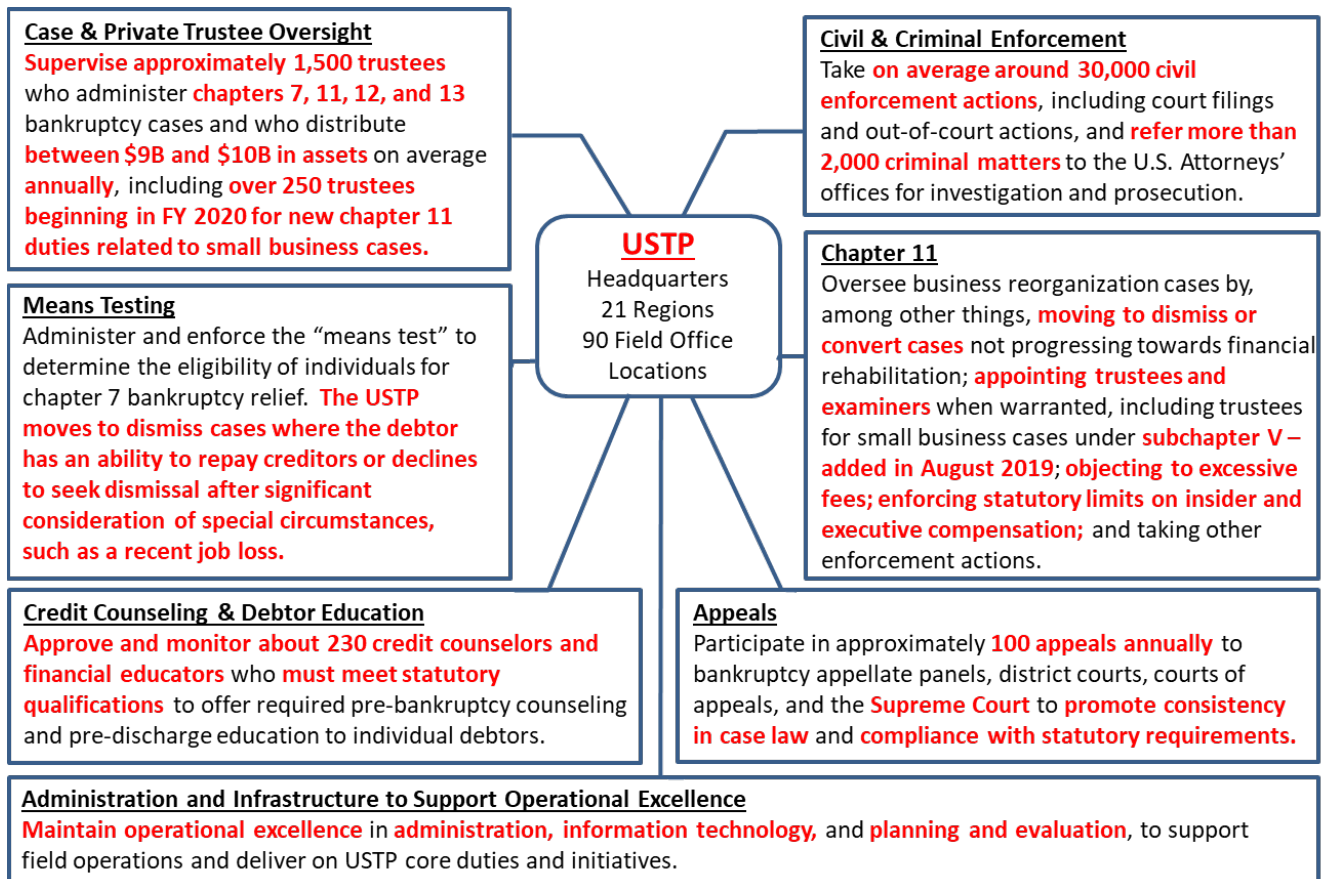 Case & Private Trustee Oversight
Supervise approximately 1,500 trustees
who administer chapters 7, 11, 12, and 13
bankruptcy cases and who distribute
between $9B and $10B in assets on average
annually, including over 250 trustees
beginning in FY 2020 for new chapter 11
duties related to small business cases.
Means Testing
Administer and enforce the “means test” to
determine the eligibility of individuals for
chapter 7 bankruptcy relief. The USTP
moves to dismiss cases where the debtor
has an ability to repay creditors or declines
to seek dismissal after significant
consideration of special circumstances,
such as a recent job loss.
USTP
Headquarters
21 Regions
90 Field Office
Locations
Civil & Criminal Enforcement
Take on average around 30,000 civil
enforcement actions, including court filings
and out-of-court actions, and refer more than
2,000 criminal matters to the U.S. Attorneys’
offices for investigation and prosecution.
Chapter 11
Oversee business reorganization cases by,
among other things, moving to dismiss or
convert cases not progressing towards financial
rehabilitation; appointing trustees and
examiners when warranted, including trustees
for small business cases under subchapter V –
added in August 2019; objecting to excessive
fees; enforcing statutory limits on insider and
executive compensation; and taking other
enforcement actions.
Credit Counseling & Debtor Education
Approve and monitor about 230 credit counselors and
financial educators who must meet statutory
qualifications to offer required pre-bankruptcy counseling
and pre-discharge education to individual debtors.
Appeals
Participate in approximately 100 appeals annually to
bankruptcy appellate panels, district courts, courts of
appeals, and the Supreme Court to promote consistency
in case law and compliance with statutory requirements.
Administration and Infrastructure to Support Operational Excellence
Maintain operational excellence in administration, information technology, and planning and evaluation, to support
field operations and deliver on USTP core duties and initiatives.